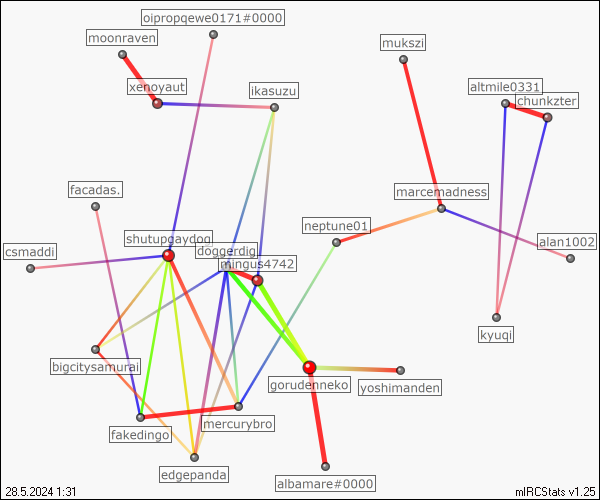 oipropqewe0171#0000
moonraven
mukszi
xenoyaut
ikasuzu
altmile0331
chunkzter
facadas.
marcemadness
neptune01
shutupgaydog
doggerdig
csmaddi
mingus4742
alan1002
kyuqi
bigcitysamurai
gorudenneko
yoshimanden
mercurybro
fakedingo
edgepanda
albamare#0000
28.5.2024 1:31
mIRCStats v1.25